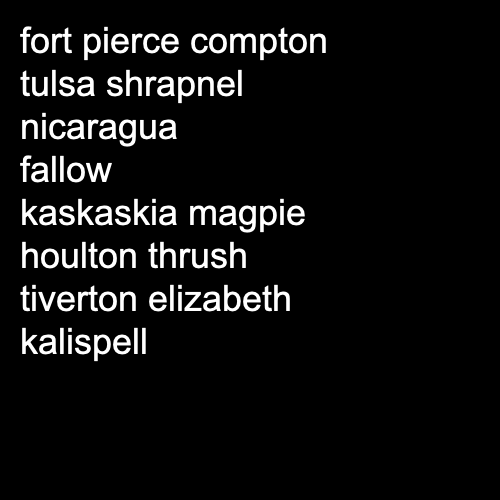 fort pierce compton
tulsa shrapnel
nicaragua
fallow
kaskaskia magpie
houlton thrush
tiverton elizabeth
kalispell